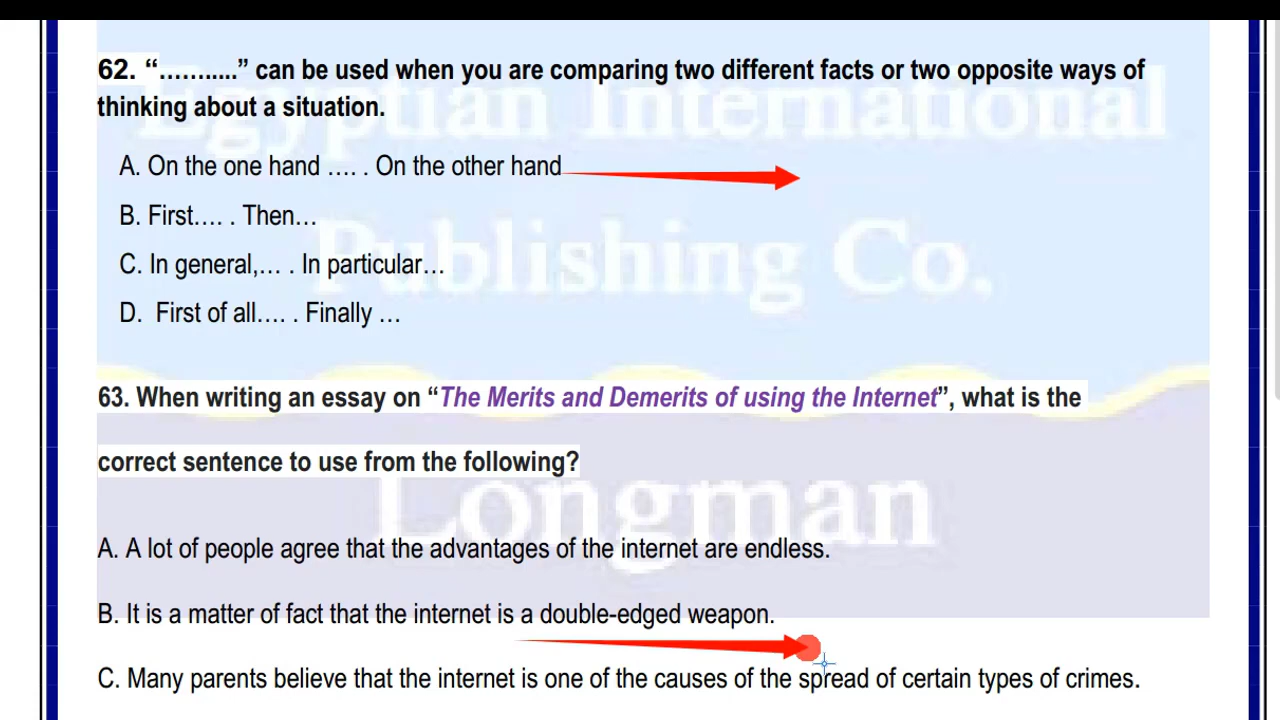 62. “……....” can be used when you are comparing two different facts or two opposite ways of
thinking about a situation.
A. On the one hand …. . On the other hand
B. First…. . Then…
C. In general,… . In particular…
D. First of all…. . Finally …
63. When writing an essay on “The Merits and Demerits of using the Internet”, what is the
correct sentence to use from the following?
A. A lot of people agree that the advantages of the internet are endless.
B. It is a matter of fact that the internet is a double-edged weapon.
C. Many parents believe that the internet is one of the causes of the spread of certain types of crimes.
Egyptian International
Publishing Co.
Longman